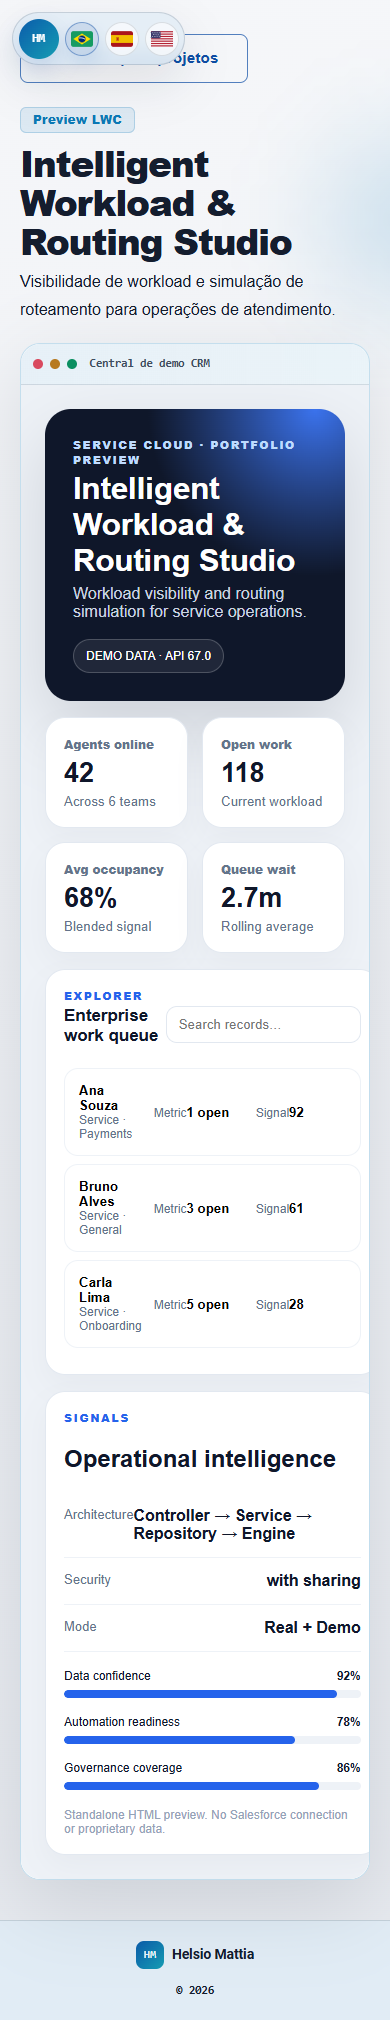 HM
ojetos
Preview LWC
Intelligent
Workload &
Routing Studio
Visibilidade de workload e simulação de
roteamento para operações de atendimento.
Central de demo CRM
SERVICE CLOUD · PORTFOLIO
PREVIEW
Intelligent
Workload &
Routing Studio
Workload visibility and routing
simulation for service operations.
DEMO DATA · API 67.0
Agents online
42
Across 6 teams
Open work
118
Current workload
Avg occupancy
68%
Blended signal
Queue wait
2.7m
Rolling average
EXPLORER
Enterprise
work queue
Search records...
Ana
Souza
Service ·
Payments
Metric1 open
Signal92
Bruno
Alves
Service ·
General
Metric3 open
Signal61
Carla
Lima
Service ·
Onboarding
Metric5 open
Signal28
SIGNALS
Operational intelligence
ArchitectureController → Service →
Repository → Engine
Security with sharing
Mode Real + Demo
Data confidence 92%
Automation readiness 78%
Governance coverage 86%
Standalone HTML preview. No Salesforce connection
or proprietary data.
HM Helsio Mattia
© 2026